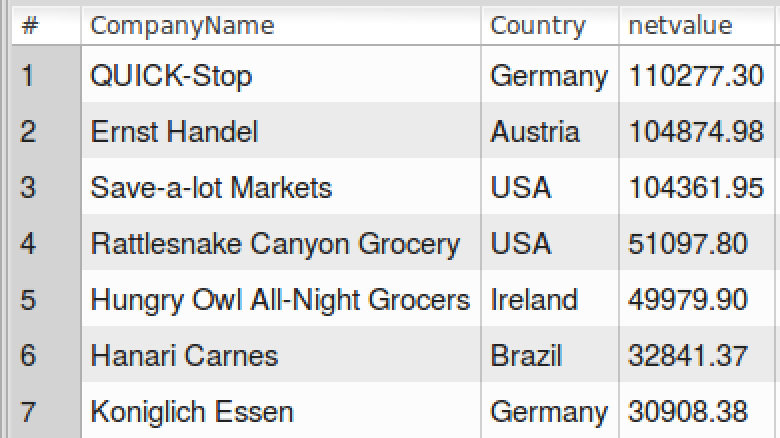 # CompanyName Country netvalue
1 QUICK-Stop Germany 110277.30
2 Ernst Handel Austria 104874.98
3 Save-a-lot Markets USA 104361.95
4 Rattlesnake Canyon Grocery USA 51097.80
5 Hungry Owl All-Night Grocers Ireland 49979.90
6 Hanari Carnes Brazil 32841.37
7 Koniglich Essen Germany 30908.38